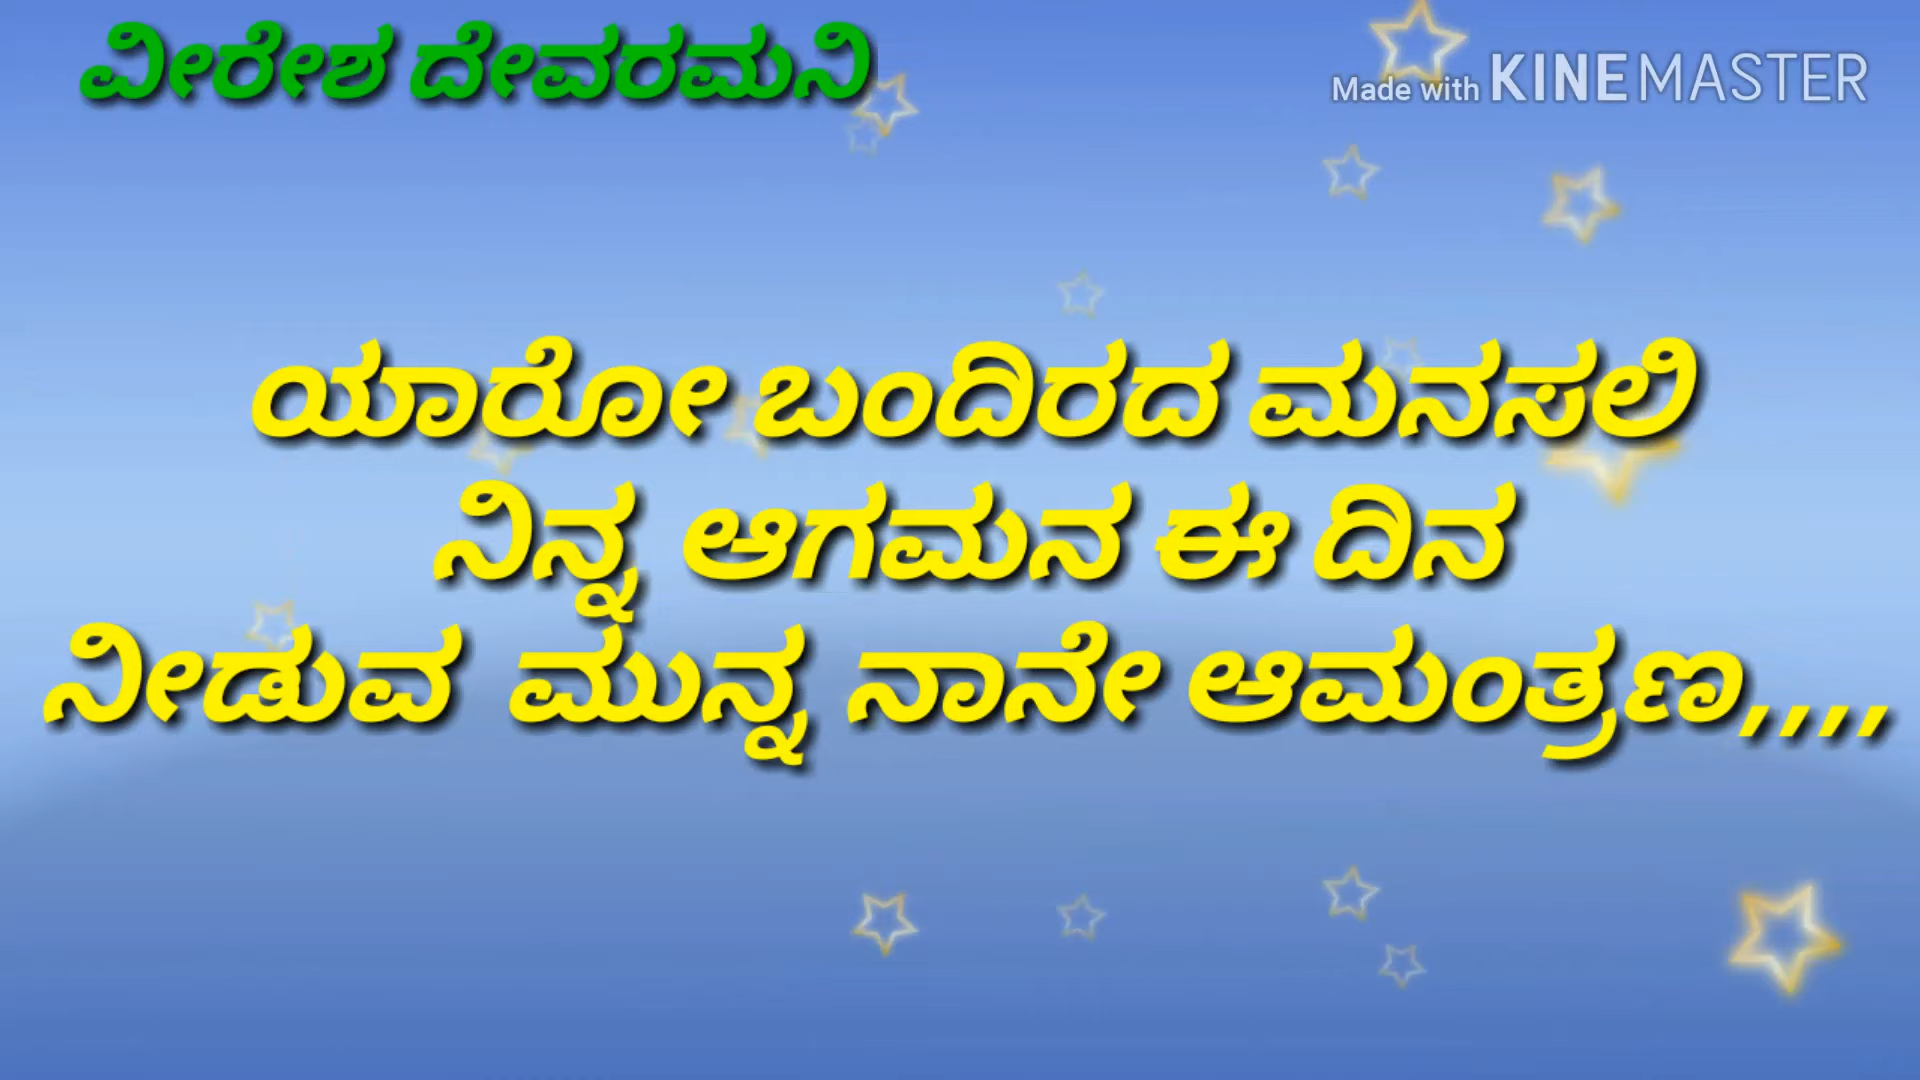 ವೀರೇಶ ದೇವರಮನಿ
Made with KINEMASTER
ಯಾರೋ ಬಂದಿರದ ಮನಸಲಿ
ನಿನ್ನ ಆಗಮನ ಈ ದಿನ
ನೀಡುವ ಮುನ್ನ ನಾನೇ ಆಮಂತ್ರಣ,,,,